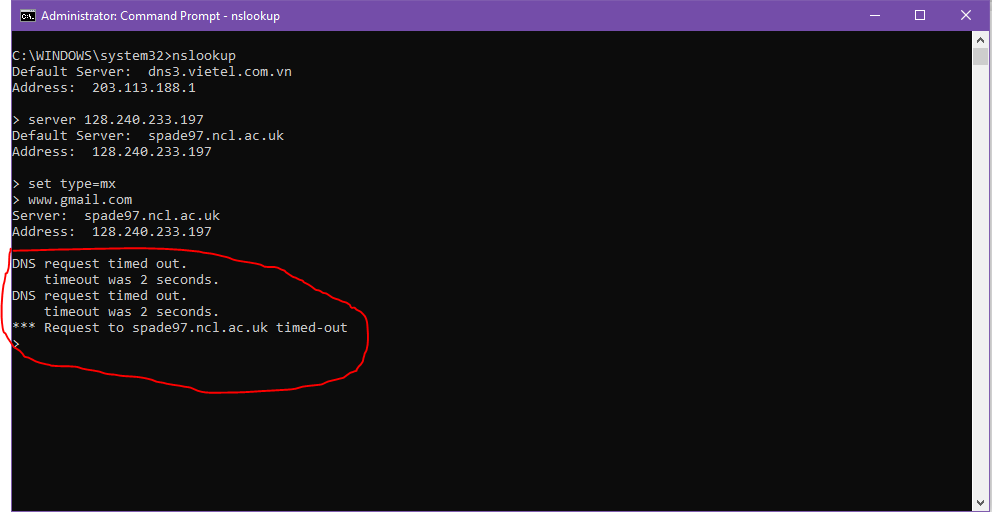 Administrator: Command Prompt - nslookup
C:\WINDOWS\system32>nslookup
Default Server:  dns3.vietel.com.vn
Address:  203.113.188.1
> server 128.240.233.197
Default Server:  spade97.ncl.ac.uk
Address:  128.240.233.197
> set type=mx
> www.gmail.com
Server:  spade97.ncl.ac.uk
Address:  128.240.233.197
DNS request timed out.
    timeout was 2 seconds.
DNS request timed out.
    timeout was 2 seconds.
*** Request to spade97.ncl.ac.uk timed-out
>